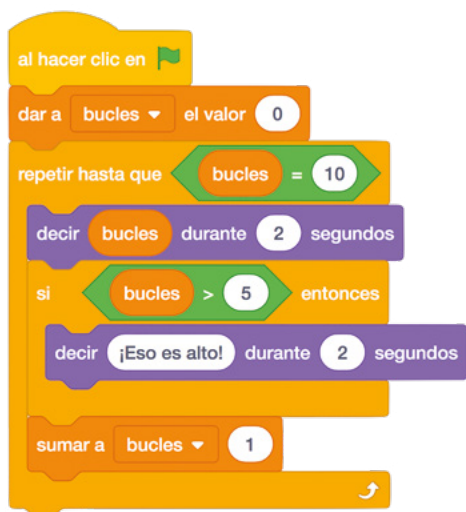 al hacer clic en
dar a bucles el valor 0
repetir hasta que bucles = 10
decir bucles durante 2 segundos
si bucles > 5 entonces
decir ¡Eso es alto! durante 2 segundos
sumar a bucles 1